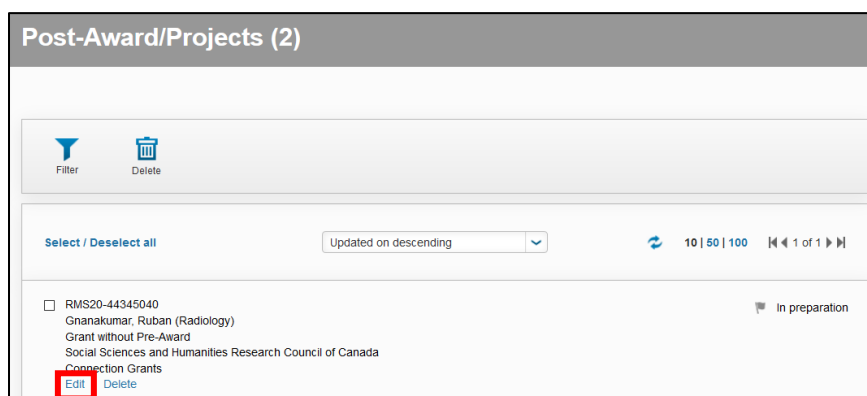 Post-Award/Projects (2)
Filter Delete
Select / Deselect all Updated on descending 10 | 50 | 100 1 of 1
RMS20-44345040 In preparation
Gnanakumar, Ruban (Radiology)
Grant without Pre-Award
Social Sciences and Humanities Research Council of Canada
Connection Grants
Edit Delete